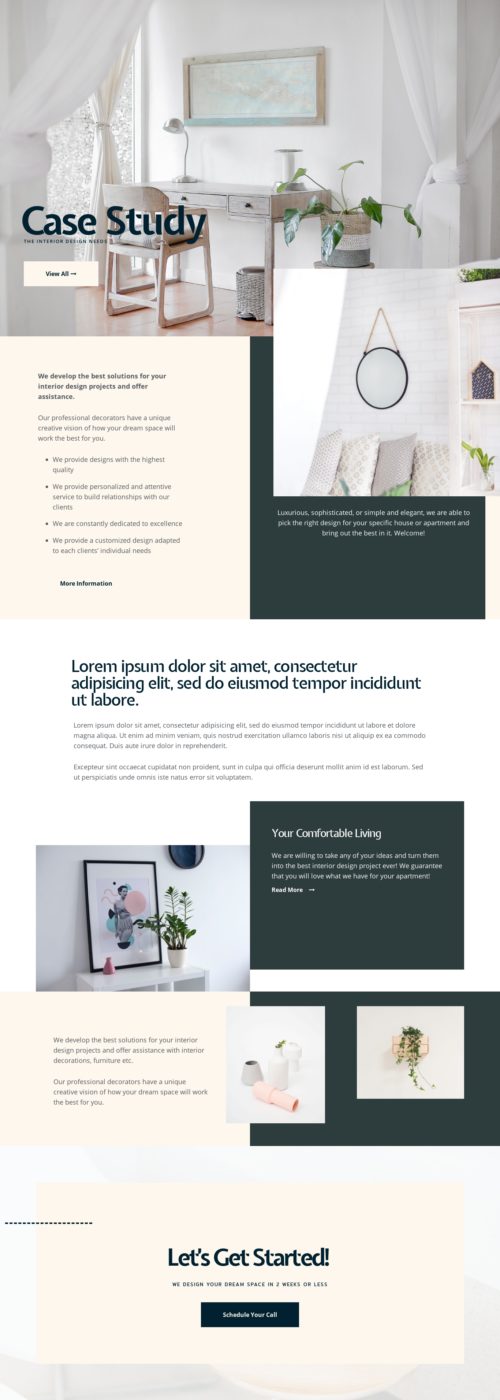 Case Study
THE INTERIOR DESIGN NEEDS
View All →
We develop the best solutions for your
interior design projects and offer
assistance.
Our professional decorators have a unique
creative vision of how your dream space will
work the best for you.
• We provide designs with the highest
quality
• We provide personalized and attentive
service to build relationships with our
clients
• We are constantly dedicated to excellence
• We provide a customized design adapted
to each clients' individual needs
More Information
Luxurious, sophisticated, or simple and elegant, we are able to
pick the right design for your specific house or apartment and
bring out the best in it. Welcome!
Lorem ipsum dolor sit amet, consectetur
adipisicing elit, sed do eiusmod tempor incididunt
ut labore.
Lorem ipsum dolor sit amet, consectetur adipisicing elit, sed do eiusmod tempor incididunt ut labore et dolore
magna aliqua. Ut enim ad minim veniam, quis nostrud exercitation ullamco laboris nisi ut aliquip ex ea commodo
consequat. Duis aute irure dolor in reprehenderit.
Excepteur sint occaecat cupidatat non proident, sunt in culpa qui officia deserunt mollit anim id est laborum. Sed
ut perspiciatis unde omnis iste natus error sit voluptatem.
Your Comfortable Living
We are willing to take any of your ideas and turn them
into the best interior design project ever! We guarantee
that you will love what we have for your apartment!
Read More →
We develop the best solutions for your interior
design projects and offer assistance with interior
decorations, furniture etc.
Our professional decorators have a unique
creative vision of how your dream space will work
the best for you.
Let's Get Started!
WE DESIGN YOUR DREAM SPACE IN 2 WEEKS OR LESS
Schedule Your Call